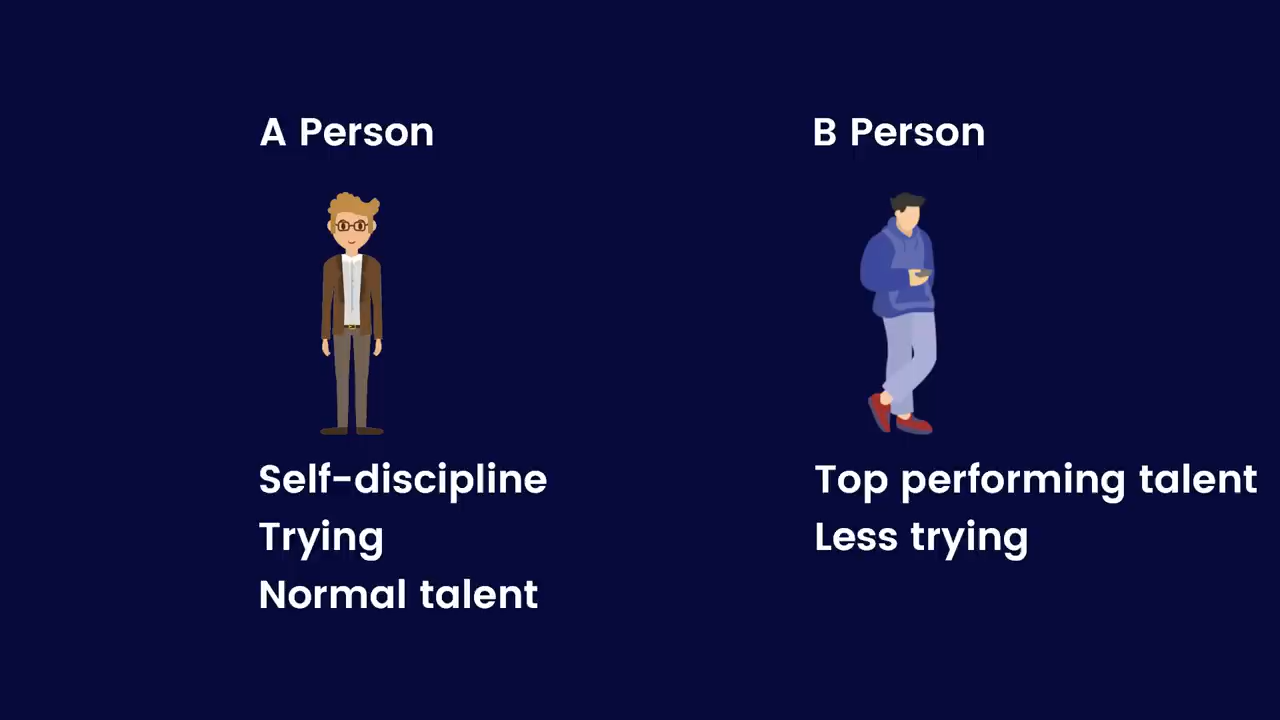 A Person
B Person
Self-discipline
Trying
Normal talent
Top performing talent
Less trying